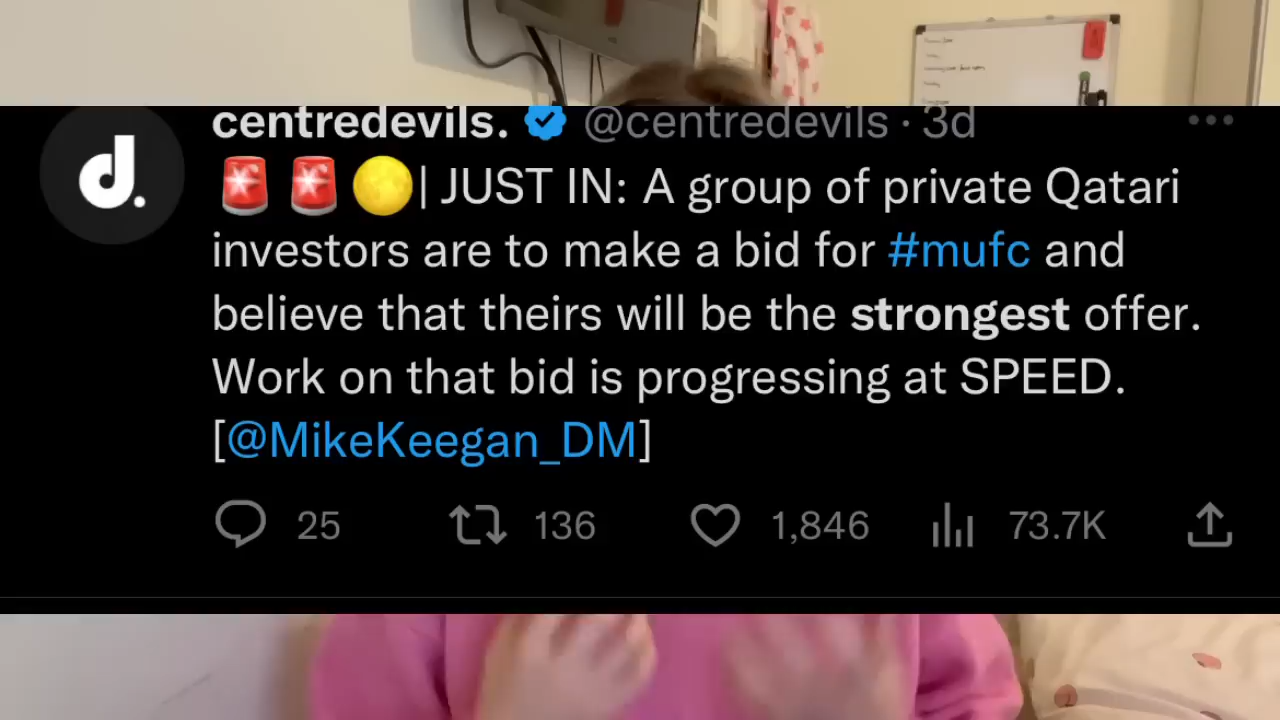 d.
centredevils. @centredevils · 3d
🚨🚨🌕| JUST IN: A group of private Qatari
investors are to make a bid for #mufc and
believe that theirs will be the strongest offer.
Work on that bid is progressing at SPEED.
[@MikeKeegan_DM]
25 136 1,846 73.7K